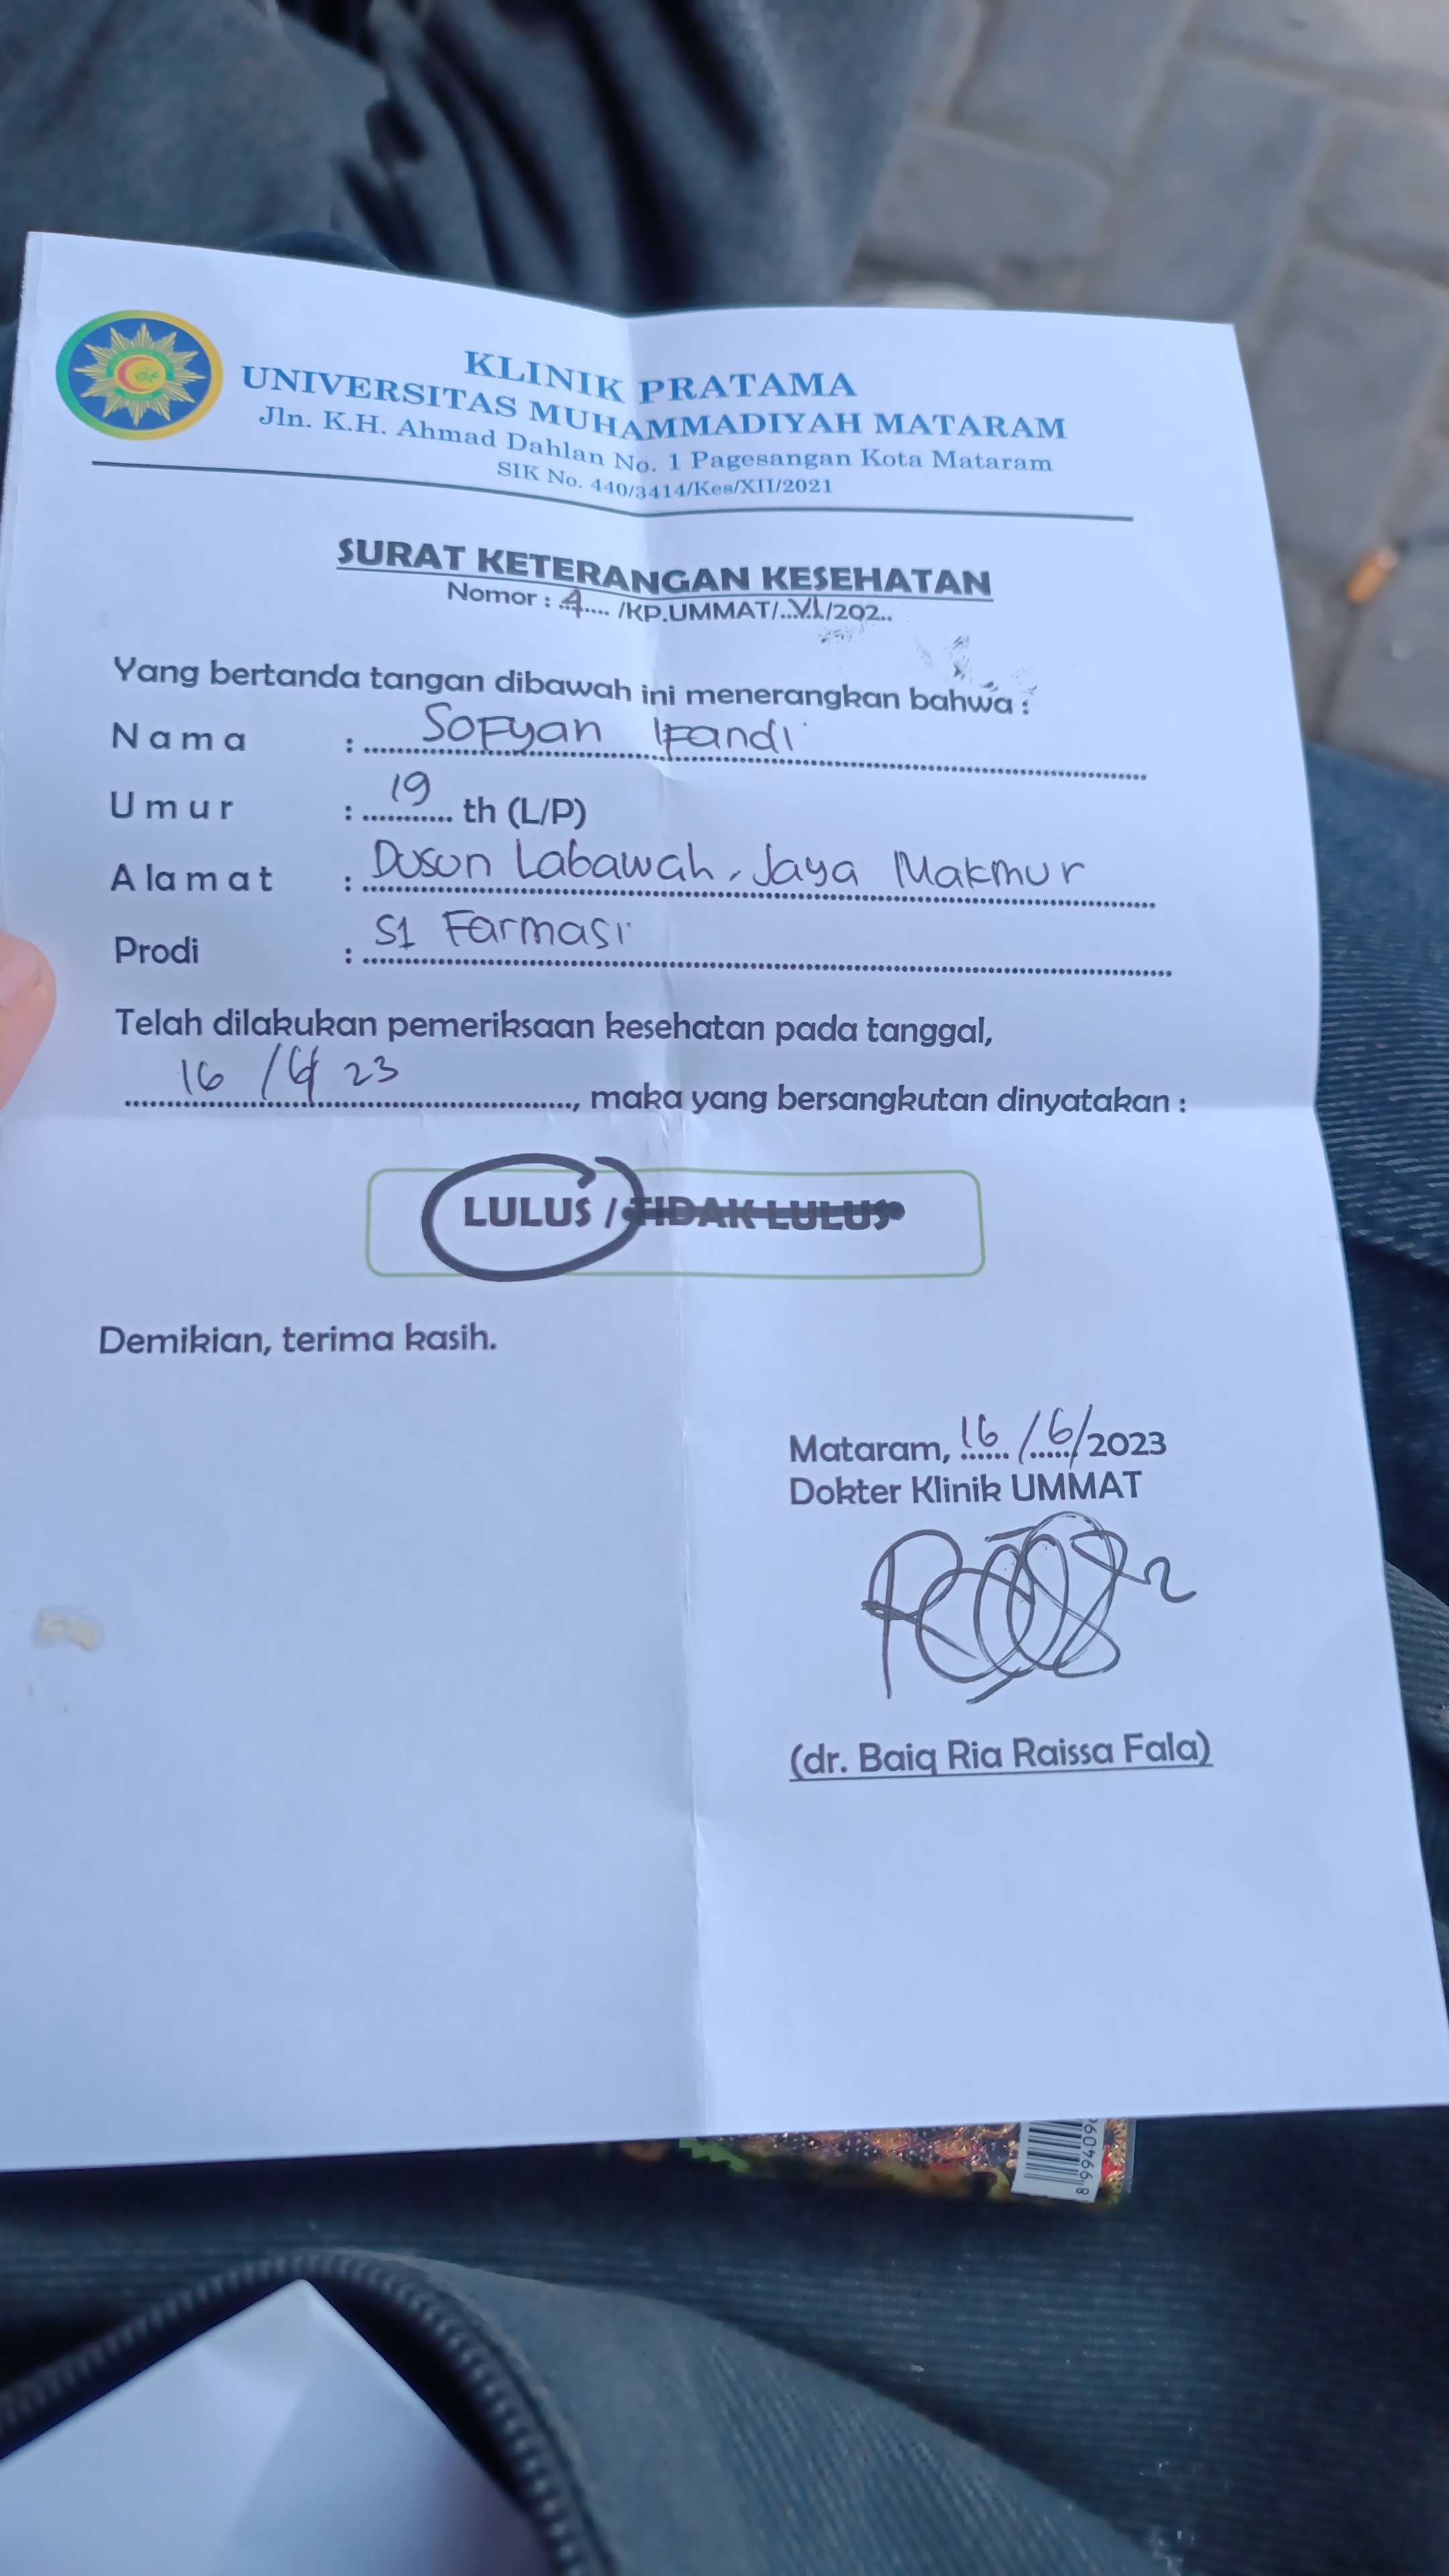 KLINIK PRATAMA
UNIVERSITAS MUHAMMADIYAH MATARAM
Jln. K.H. Ahmad Dahlan No. 1 Pagesangan Kota Mataram
SIK No. 440/3414/Kes/XII/2021
SURAT KETERANGAN KESEHATAN
Nomor : ..4.... /KP.UMMAT/...VI./202..
Yang bertanda tangan dibawah ini menerangkan bahwa :
Nama : Sofyan Ifandi
Umur : 19 th (L/P)
Alamat : Dusun Labawah, Jaya Makmur
Prodi : S1 Farmasi
Telah dilakukan pemeriksaan kesehatan pada tanggal,
16 /6/ 23, maka yang bersangkutan dinyatakan :
LULUS / TIDAK LULUS
Demikian, terima kasih.
Mataram, 16 / 6/2023
Dokter Klinik UMMAT
(dr. Baiq Ria Raissa Fala)